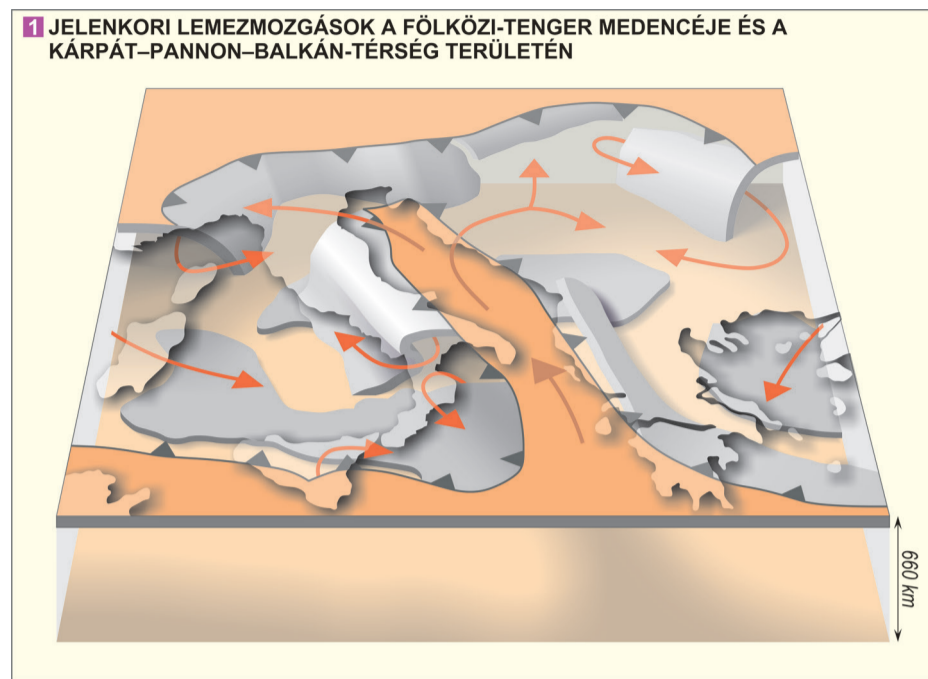 1 JELENKORI LEMEZMOZGÁSOK A FÖLKÖZI-TENGER MEDENCÉJE ÉS A
KÁRPÁT–PANNON–BALKÁN-TÉRSÉG TERÜLETÉN
660 km